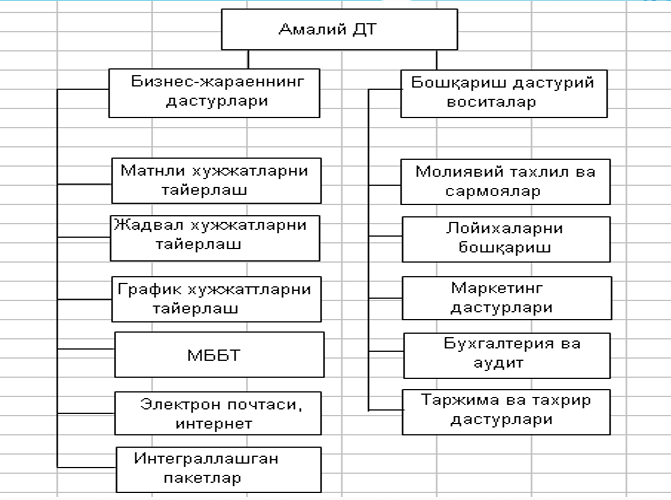 Амалий ДТ
Бизнес-жараеннинг
дастурлари
Матнли хужжатларни
тайерлаш
Жадвал хужжатларни
тайерлаш
График хужжаттларни
тайерлаш
МББТ
Электрон почтаси,
интернет
Интеграллашган
пакетлар
Бошқариш дастурий
воситалар
Молиявий тахлил ва
сармоялар
Лойихаларни
бошқариш
Маркетинг
дастурлари
Бухгалтерия ва
аудит
Таржима ва тахрир
дастурлари